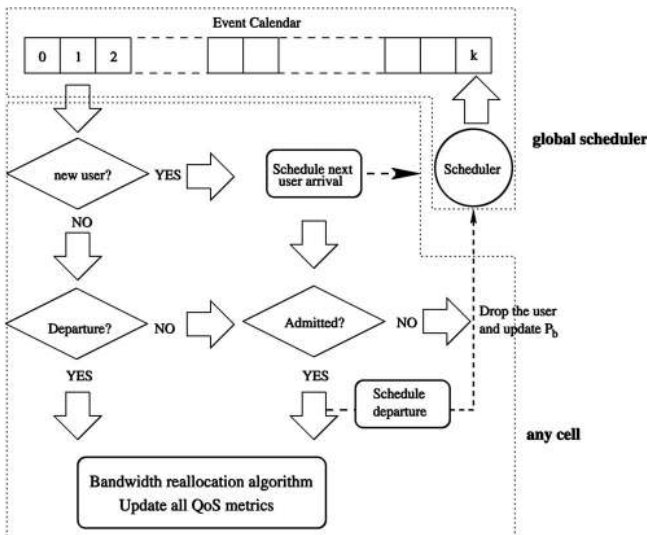 Event Calendar
0 1 2 k
global scheduler
new user?
YES
Schedule next
user arrival
Scheduler
NO
Departure?
NO
Admitted?
NO
Drop the user
and update P_b
YES
YES
Schedule
departure
any cell
Bandwidth reallocation algorithm
Update all QoS metrics